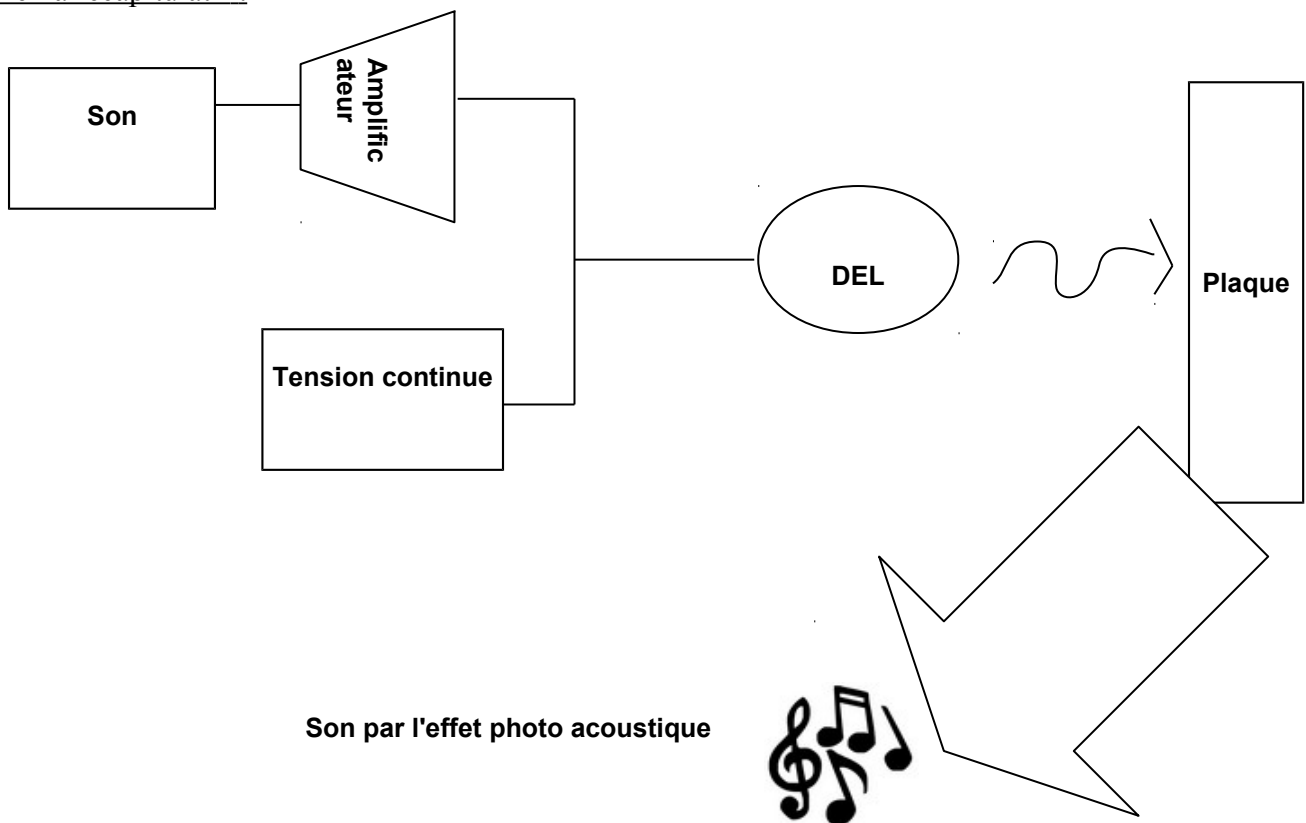 Son
Amplific
ateur
DEL
Plaque
Tension continue
Son par l'effet photo acoustique